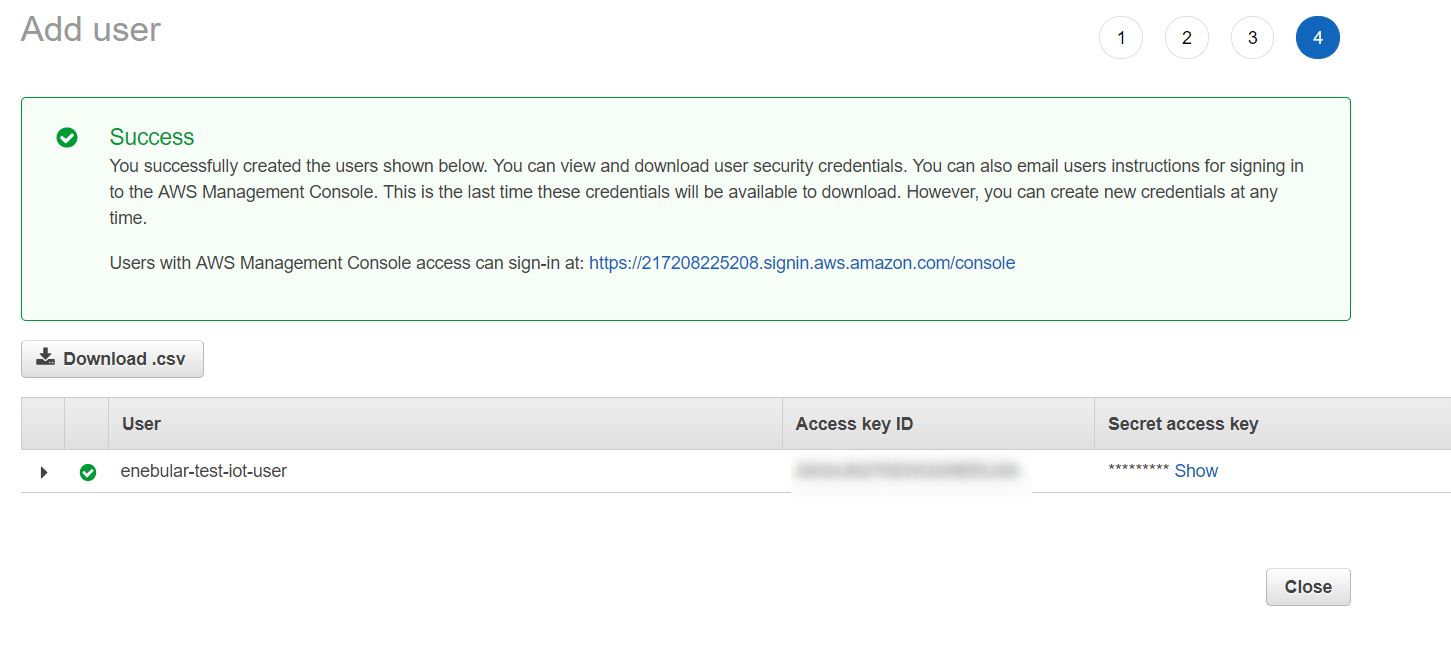 Add user
1 2 3 4
Success
You successfully created the users shown below. You can view and download user security credentials. You can also email users instructions for signing in
to the AWS Management Console. This is the last time these credentials will be available to download. However, you can create new credentials at any
time.
Users with AWS Management Console access can sign-in at: https://217208225208.signin.aws.amazon.com/console
Download .csv
User Access key ID Secret access key
enebular-test-iot-user ********* Show
Close